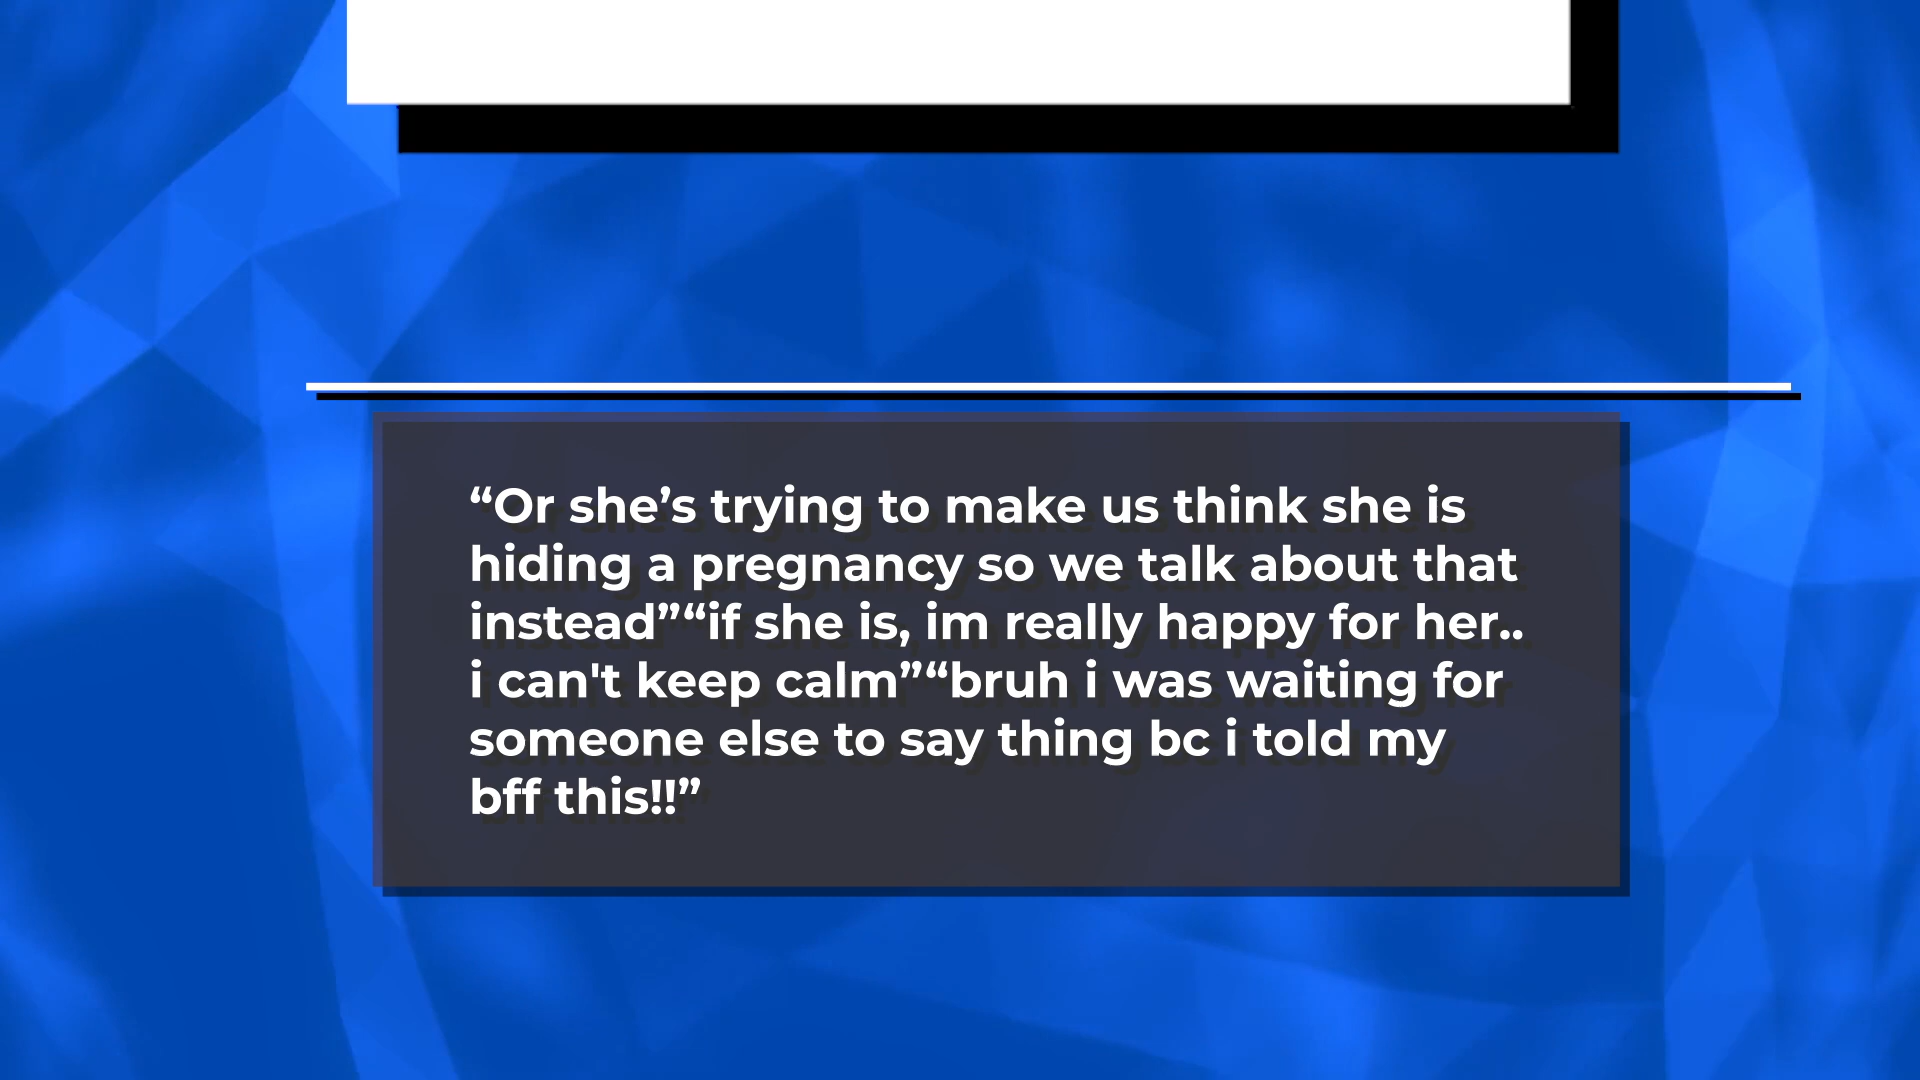 “Or she’s trying to make us think she is
hiding a pregnancy so we talk about that
instead”“if she is, im really happy for her..
i can't keep calm”“bruh i was waiting for
someone else to say thing bc i told my
bff this!!”